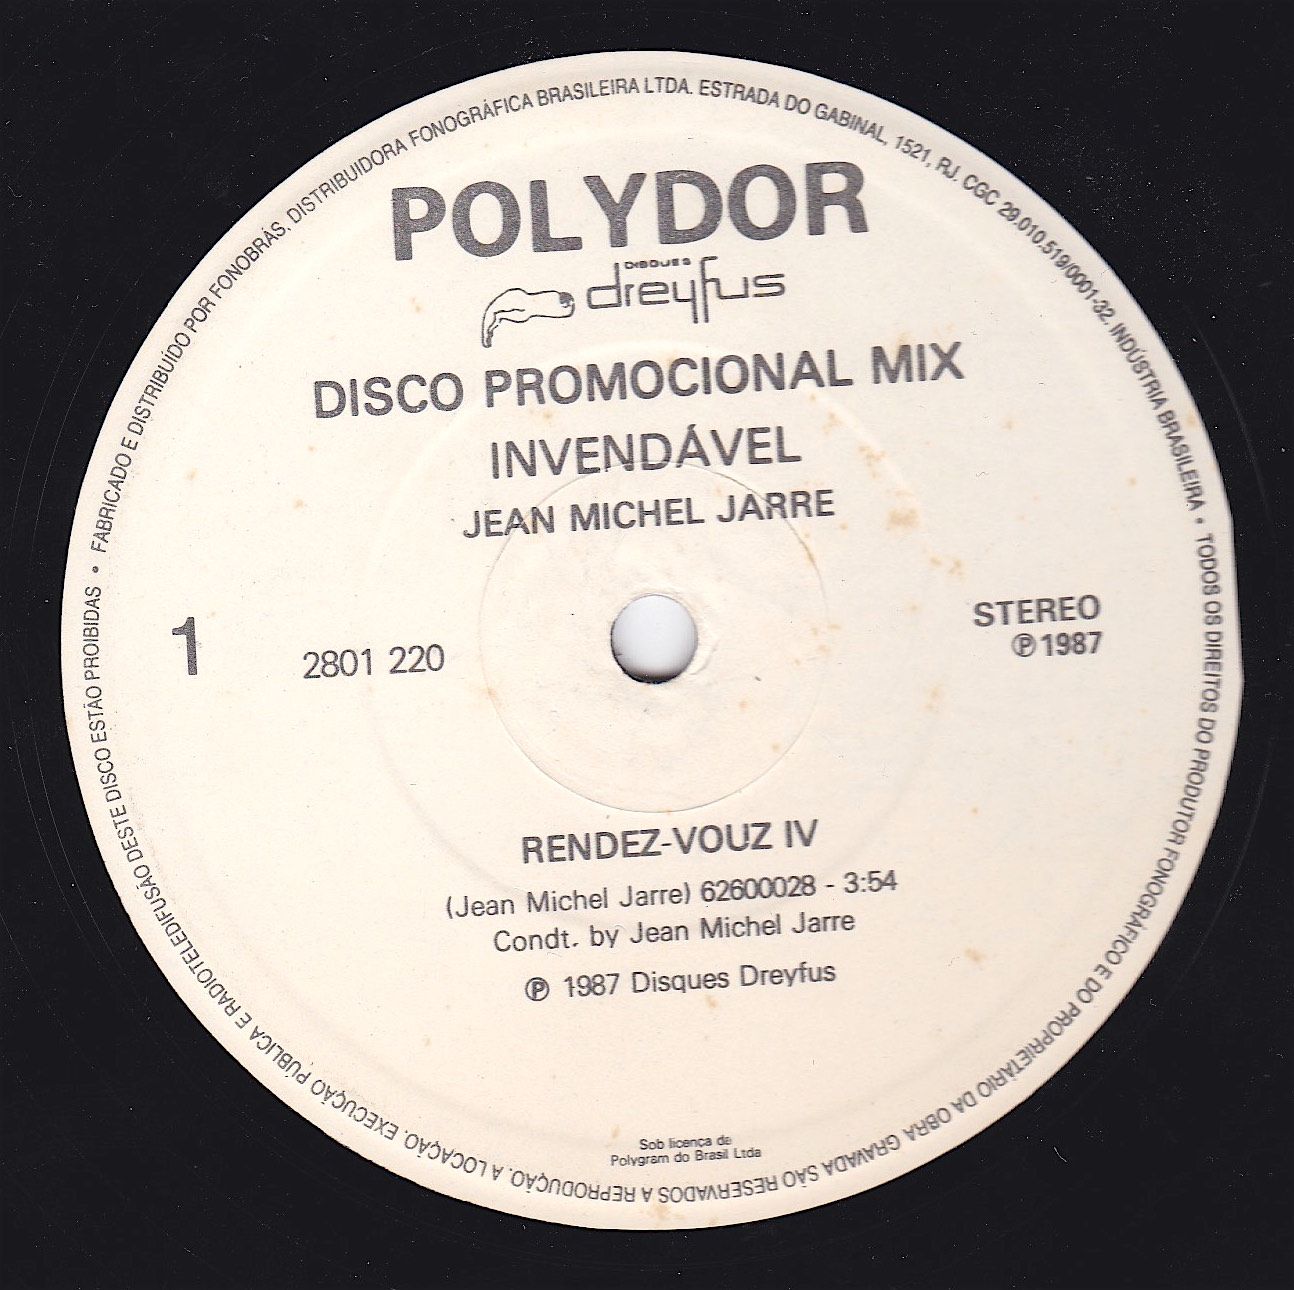 POLYDOR
DISQUES
dreyfus
DISCO PROMOCIONAL MIX
INVENDÁVEL
JEAN MICHEL JARRE
1
2801 220
STEREO
℗ 1987
RENDEZ-VOUZ IV
(Jean Michel Jarre) 62600028 - 3:54
Condt. by Jean Michel Jarre
℗ 1987 Disques Dreyfus
Sob licença de
Polygram do Brasil Ltda
• FABRICADO E DISTRIBUÍDO POR FONOBRÁS. DISTRIBUIDORA FONOGRÁFICA BRASILEIRA LTDA. ESTRADA DO GABINAL, 1521, RJ. CGC 29.010.519/0001-32. INDÚSTRIA BRASILEIRA • TODOS OS DIREITOS DO PRODUTOR FONOGRÁFICO E DO PROPRIETÁRIO DA OBRA GRAVADA SÃO RESERVADOS A REPRODUÇÃO. A LOCAÇÃO. EXECUÇÃO PÚBLICA E RADIOTELEDIFUSÃO DESTE DISCO ESTÃO PROIBIDAS